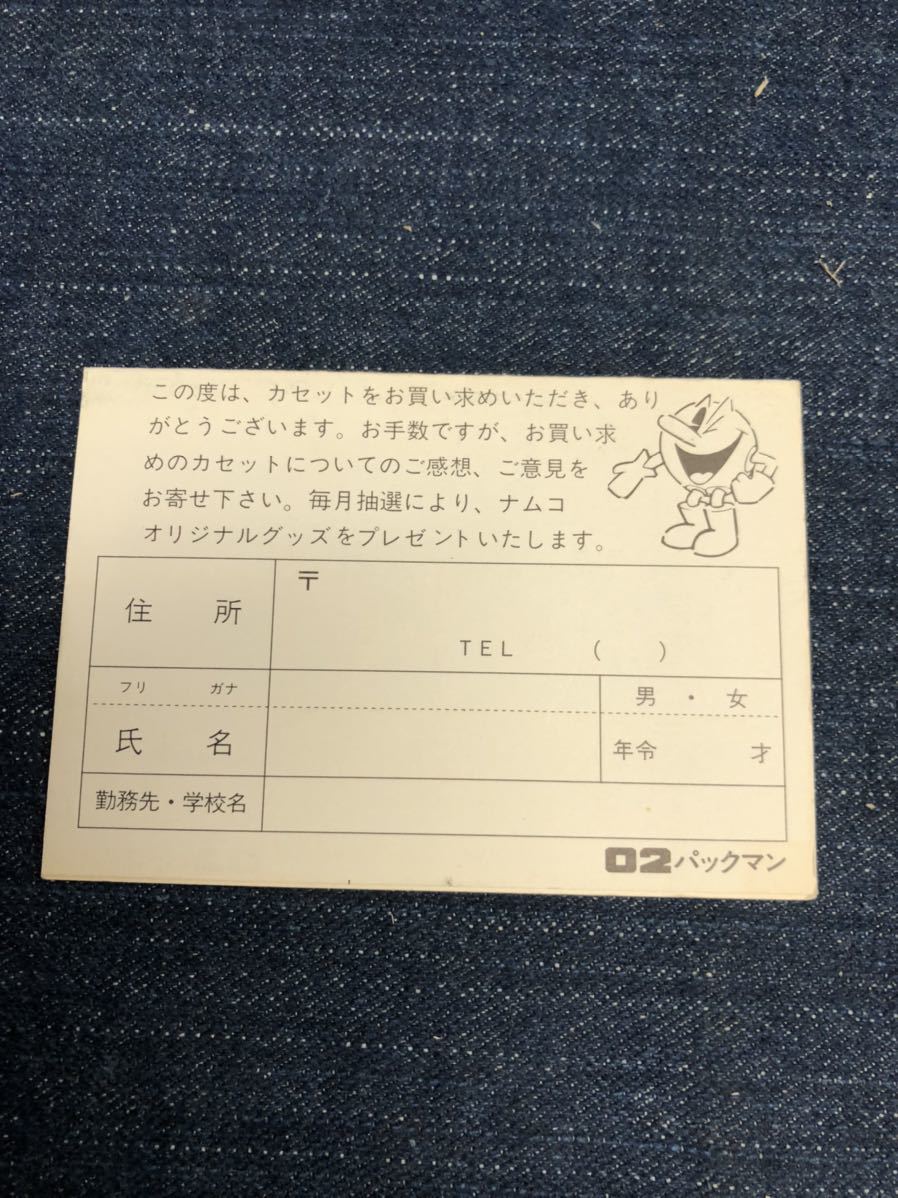 この度は、カセットをお買い求めいただき、あり
がとうございます。お手数ですが、お買い求
めのカセットについてのご感想、ご意見を
お寄せ下さい。毎月抽選により、ナムコ
オリジナルグッズをプレゼントいたします。
住所
〒
TEL ( )
フリ ガナ
男・女
氏名
年令 才
勤務先・学校名
02パックマン